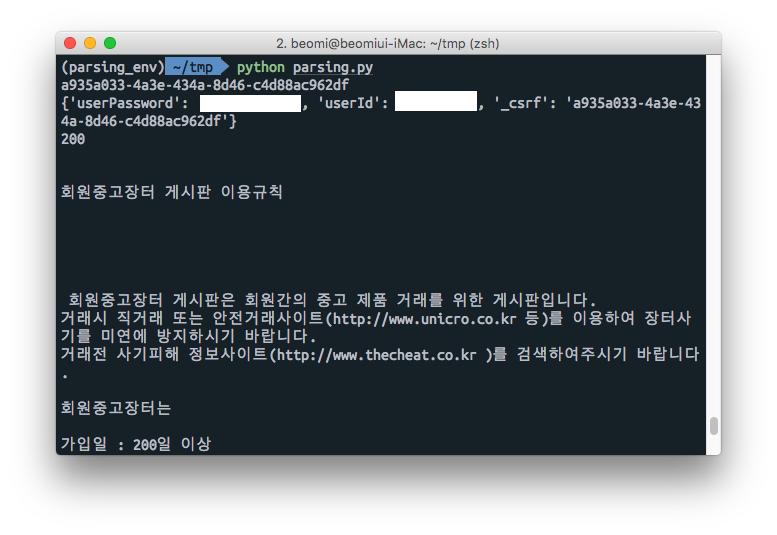 2. beomi@beomiui-iMac: ~/tmp (zsh)
(parsing_env) ~/tmp python parsing.py
a935a033-4a3e-434a-8d46-c4d88ac962df
{'userPassword': , 'userId': , '_csrf': 'a935a033-4a3e-43
4a-8d46-c4d88ac962df'}
200
회원중고장터 게시판 이용규칙
회원중고장터 게시판은 회원간의 중고 제품 거래를 위한 게시판입니다.
거래시 직거래 또는 안전거래사이트(http://www.unicro.co.kr 등)를 이용하여 장터사
기를 미연에 방지하시기 바랍니다.
거래전 사기피해 정보사이트(http://www.thecheat.co.kr )를 검색하여주시기 바랍니다
.
회원중고장터는
가입일 : 200일 이상